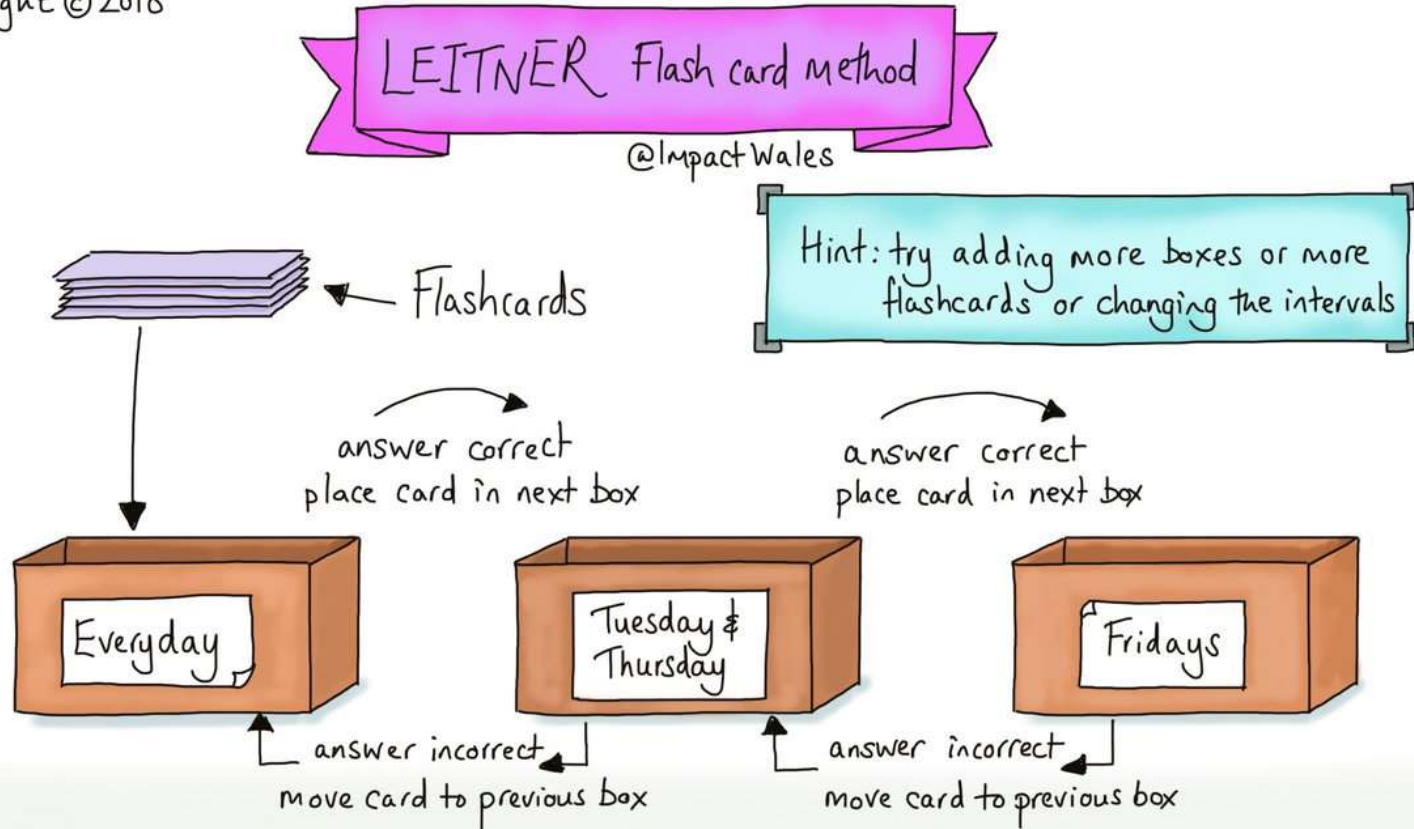 © 2018
LEITNER Flash card method
@ImpactWales
Hint: try adding more boxes or more
flashcards or changing the intervals
Flashcards
answer correct
place card in next box
answer correct
place card in next box
Everyday
Tuesday &
Thursday
Fridays
answer incorrect
move card to previous box
answer incorrect
move card to previous box